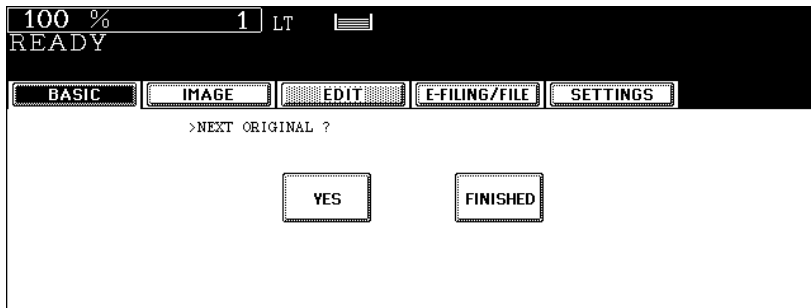 100 % 1 LT
READY
BASIC IMAGE EDIT E-FILING/FILE SETTINGS
>NEXT ORIGINAL ?
YES FINISHED